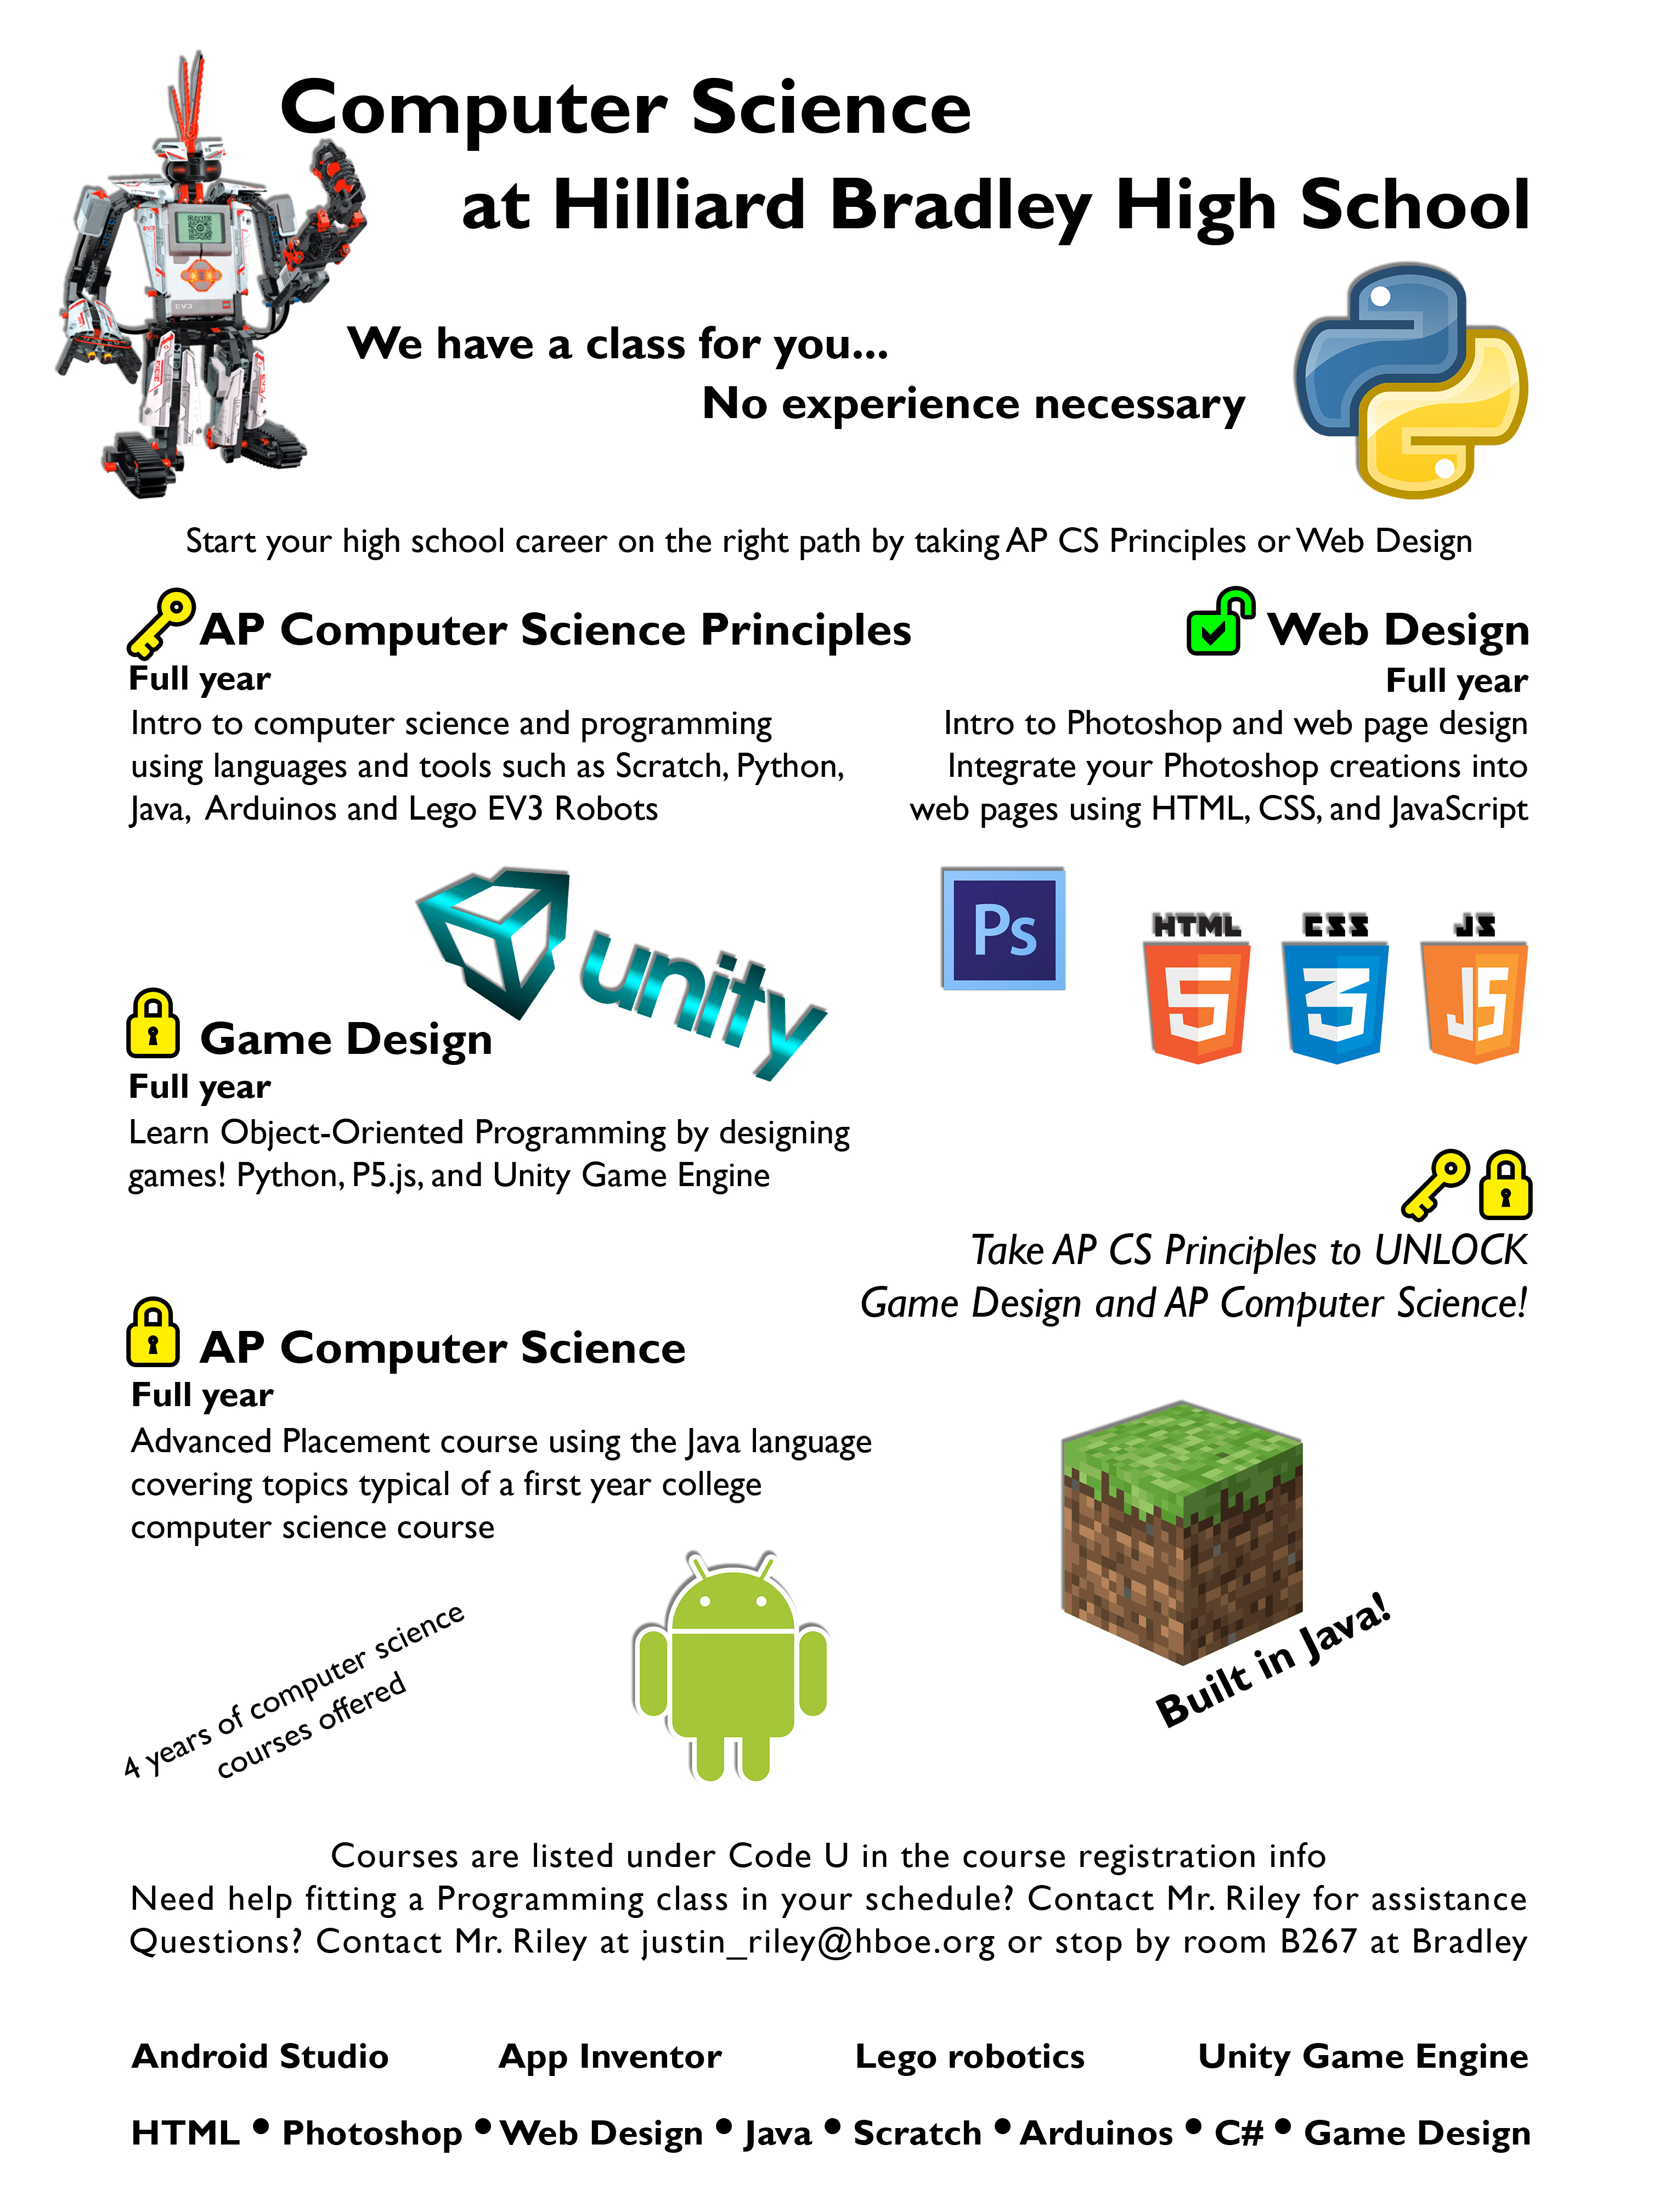 Computer Science
at Hilliard Bradley High School
We have a class for you...
No experience necessary
Start your high school career on the right path by taking AP CS Principles or Web Design
AP Computer Science Principles
Full year
Intro to computer science and programming
using languages and tools such as Scratch, Python,
Java, Arduinos and Lego EV3 Robots
Web Design
Full year
Intro to Photoshop and web page design
Integrate your Photoshop creations into
web pages using HTML, CSS, and JavaScript
unity
Ps
HTML CSS JS
5 3 JS
Game Design
Full year
Learn Object-Oriented Programming by designing
games! Python, P5.js, and Unity Game Engine
Take AP CS Principles to UNLOCK
Game Design and AP Computer Science!
AP Computer Science
Full year
Advanced Placement course using the Java language
covering topics typical of a first year college
computer science course
Built in Java!
4 years of computer science
courses offered
Courses are listed under Code U in the course registration info
Need help fitting a Programming class in your schedule? Contact Mr. Riley for assistance
Questions? Contact Mr. Riley at justin_riley@hboe.org or stop by room B267 at Bradley
Android Studio App Inventor Lego robotics Unity Game Engine
HTML • Photoshop • Web Design • Java • Scratch • Arduinos • C# • Game Design
EV3
EV3